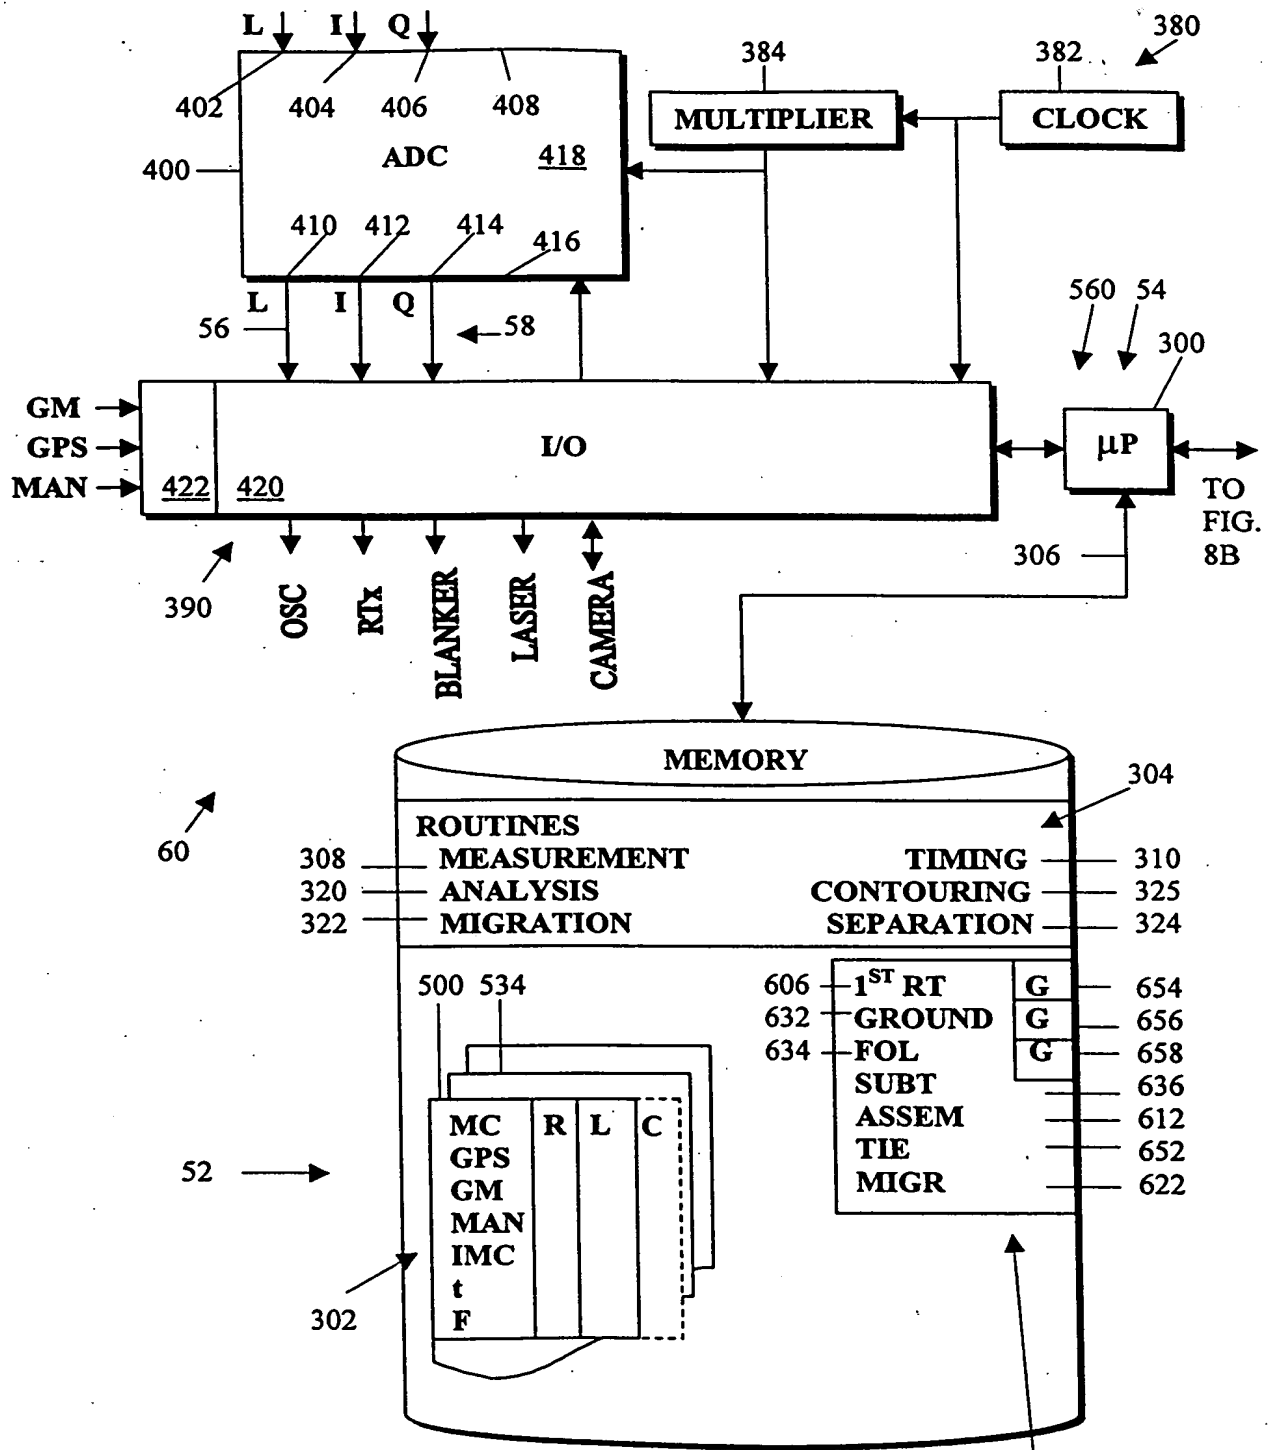 L I Q
380
384
382
402 404 406 408
MULTIPLIER
CLOCK
ADC
418
400
410 412 414 416
L I Q
56
58
560 54
300
GM
GPS
MAN
422 420
I/O
µP
TO
FIG.
8B
306
390
OSC
RTx
BLANKER
LASER
CAMERA
MEMORY
304
60
ROUTINES
308 MEASUREMENT TIMING 310
320 ANALYSIS CONTOURING 325
322 MIGRATION SEPARATION 324
500 534
606 1ST RT G 654
632 GROUND G 656
634 FOL G 658
SUBT 636
ASSEM 612
TIE 652
MIGR 622
MC R L C
GPS
GM
MAN
IMC
t
F
52
302